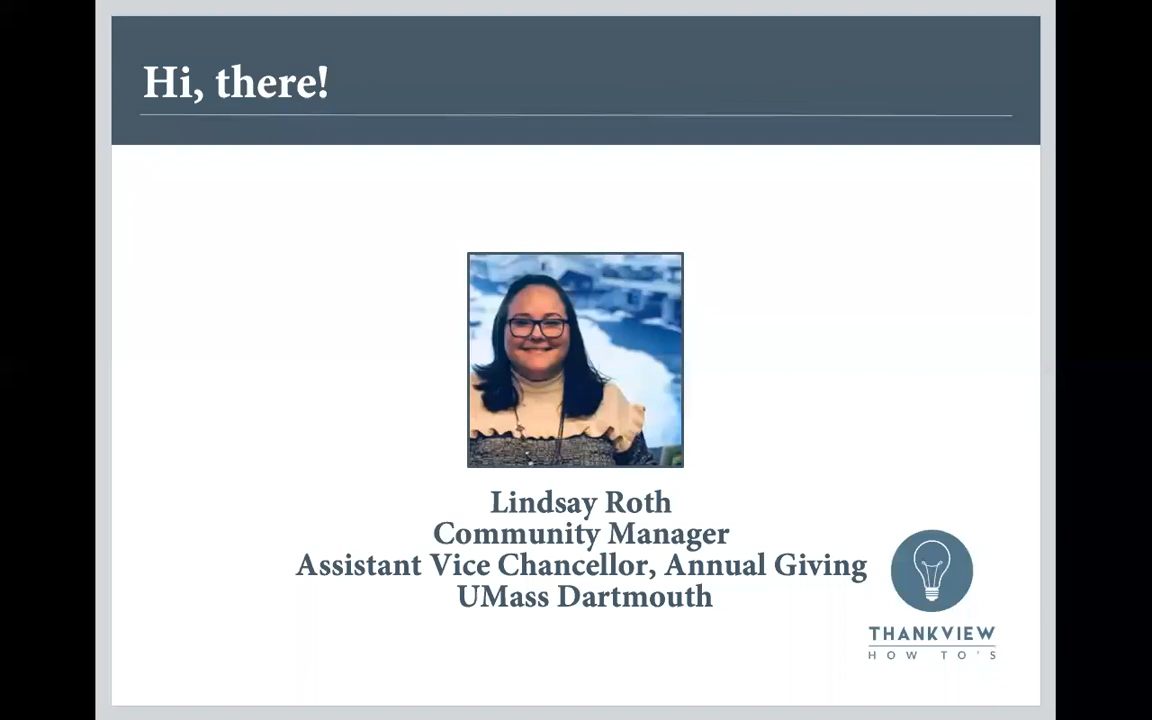 Hi, there!
Lindsay Roth
Community Manager
Assistant Vice Chancellor, Annual Giving
UMass Dartmouth
THANKVIEW
HOW TO'S